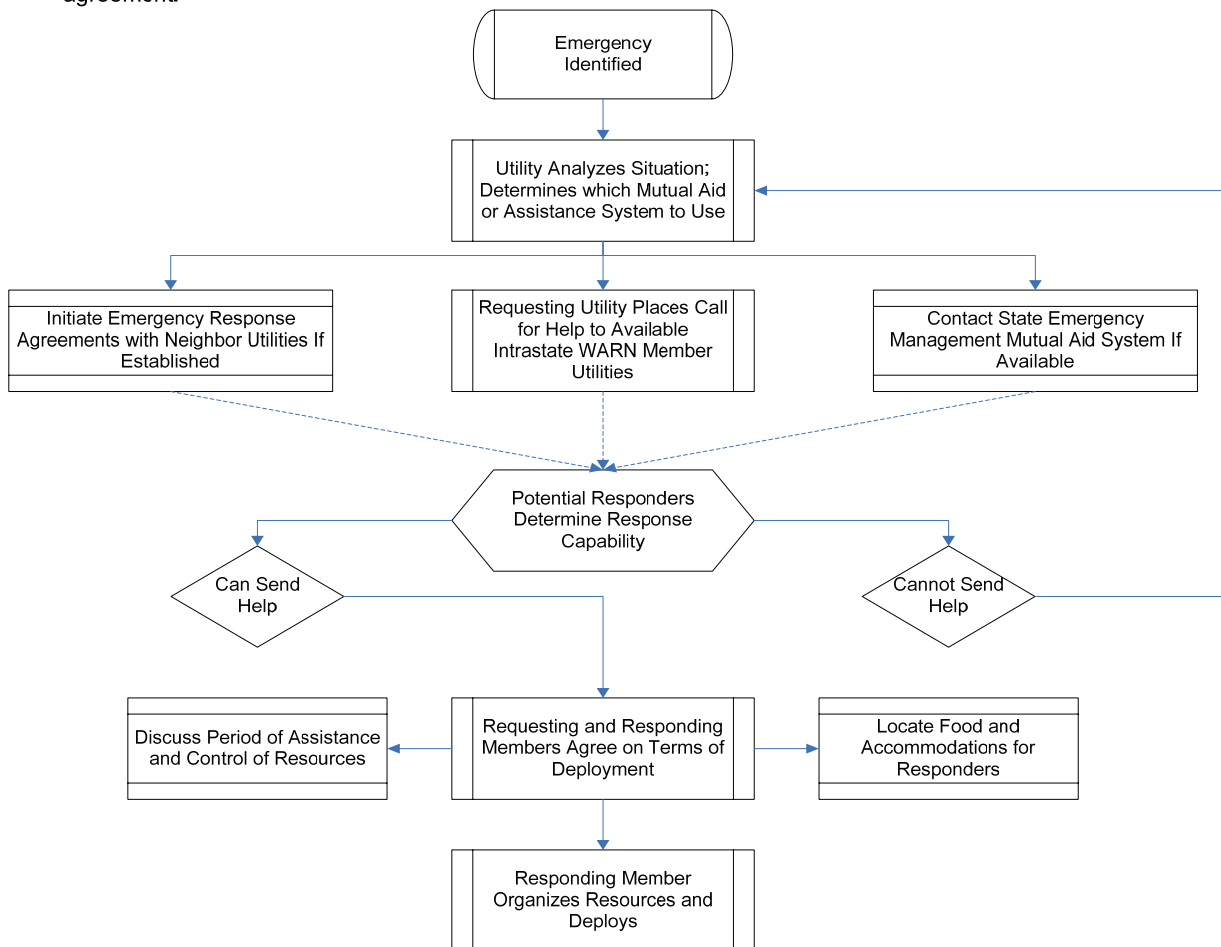 agreement.
Emergency
Identified
Utility Analyzes Situation;
Determines which Mutual Aid
or Assistance System to Use
Initiate Emergency Response
Agreements with Neighbor Utilities If
Established
Requesting Utility Places Call
for Help to Available
Intrastate WARN Member
Utilities
Contact State Emergency
Management Mutual Aid System If
Available
Potential Responders
Determine Response
Capability
Can Send
Help
Cannot Send
Help
Discuss Period of Assistance
and Control of Resources
Requesting and Responding
Members Agree on Terms of
Deployment
Locate Food and
Accommodations for
Responders
Responding Member
Organizes Resources and
Deploys